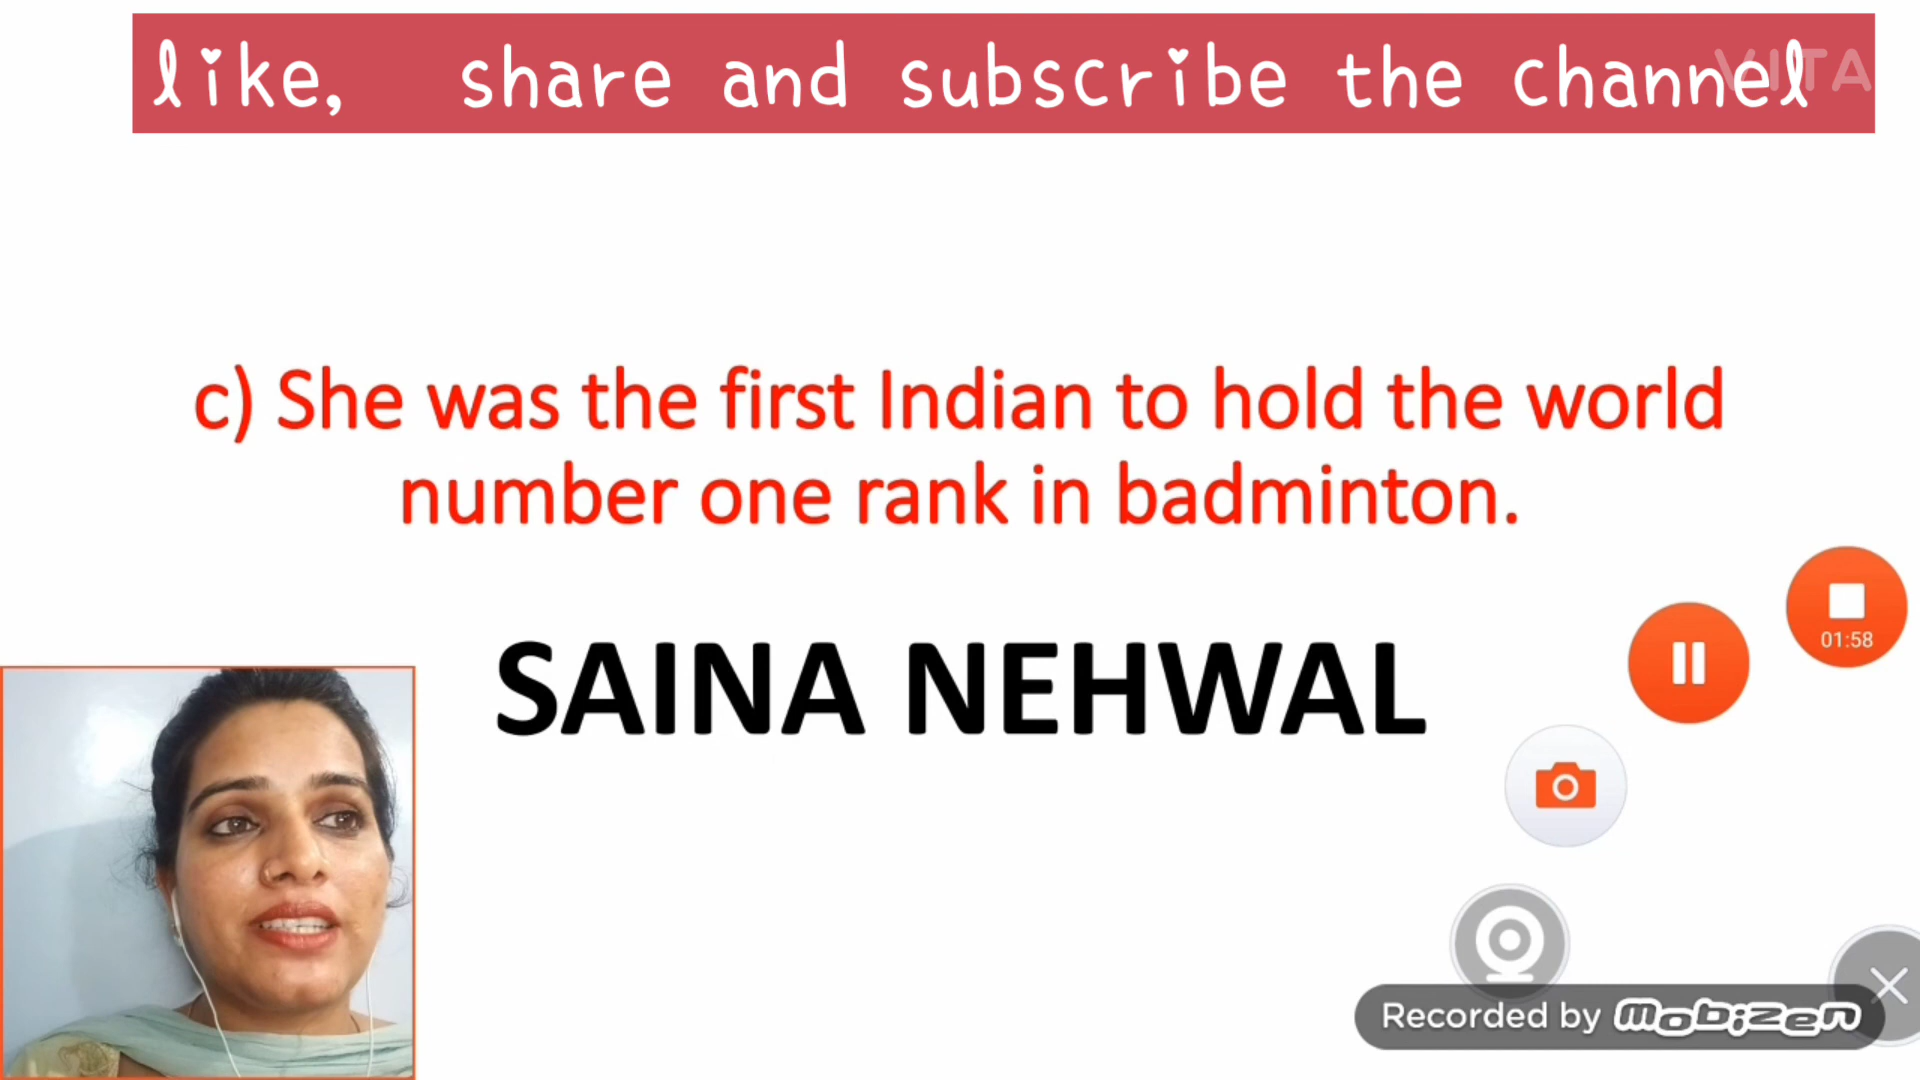 like, share and subscribe the channel
VITA
c) She was the first Indian to hold the world
number one rank in badminton.
01:58
SAINA NEHWAL
Recorded by mobizen